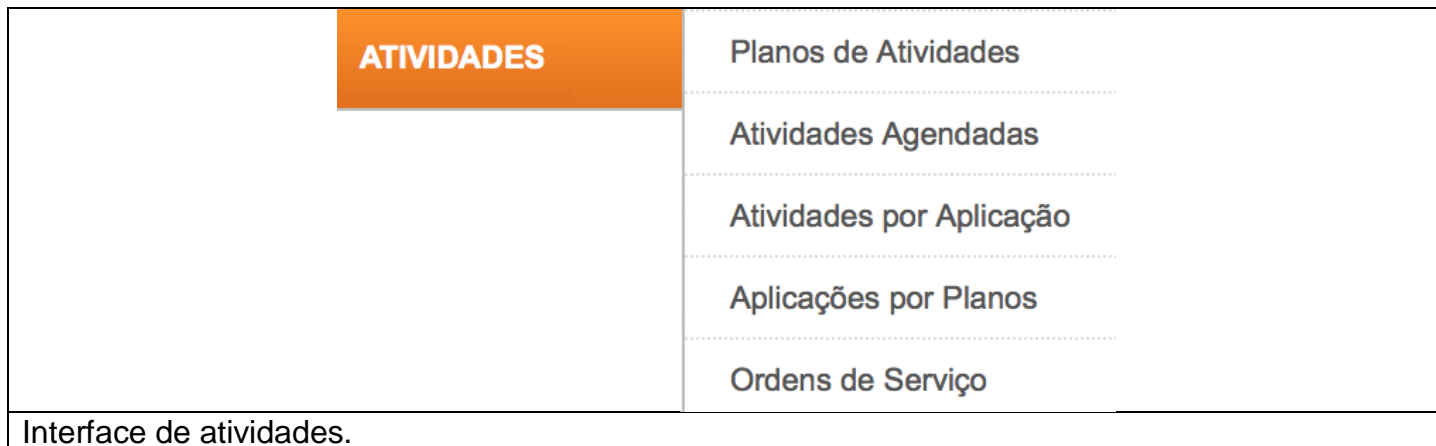 ATIVIDADES
Planos de Atividades
Atividades Agendadas
Atividades por Aplicação
Aplicações por Planos
Ordens de Serviço
Interface de atividades.